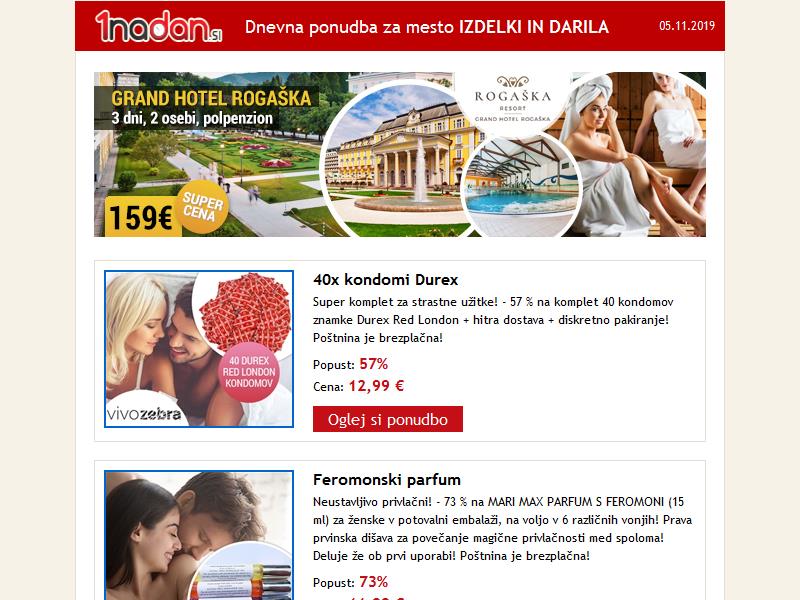 1nadan.si
Dnevna ponudba za mesto IZDELKI IN DARILA
05.11.2019
GRAND HOTEL ROGAŠKA
3 dni, 2 osebi, polpenzion
159€
SUPER
CENA
ROGAŠKA
RESORT
GRAND HOTEL ROGAŠKA
40 DUREX
RED LONDON
KONDOMOV
vivozebra
40x kondomi Durex
Super komplet za strastne užitke! - 57 % na komplet 40 kondomov
znamke Durex Red London + hitra dostava + diskretno pakiranje!
Poštnina je brezplačna!
Popust: 57%
Cena: 12,99 €
Oglej si ponudbo
Feromonski parfum
Neustavljivo privlačni! - 73 % na MARI MAX PARFUM S FEROMONI (15
ml) za ženske v potovalni embalaži, na voljo v 6 različnih vonjih! Prava
prvinska dišava za povečanje magične privlačnosti med spoloma!
Deluje že ob prvi uporabi! Poštnina je brezplačna!
Popust: 73%